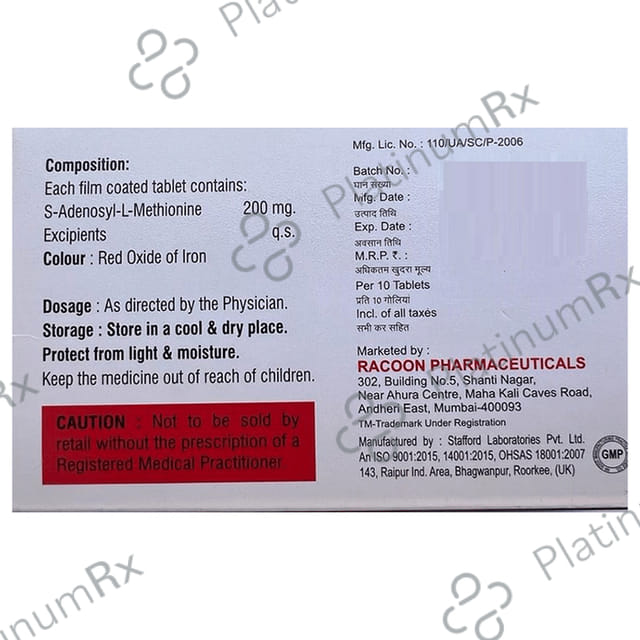 Composition:
Each film coated tablet contains:
S-Adenosyl-L-Methionine 200 mg.
Excipients q.s.
Colour : Red Oxide of Iron
Dosage : As directed by the Physician.
Storage : Store in a cool & dry place.
Protect from light & moisture.
Keep the medicine out of reach of children.
CAUTION : Not to be sold by
retail without the prescription of a
Registered Medical Practitioner
Mfg. Lic. No. : 110/UA/SC/P-2006
Batch No. :
घान संख्या
Mfg. Date :
उत्पाद तिथि
Exp. Date :
अवसान तिथि
M.R.P. ₹. :
अधिकतम खुदरा मूल्य
Per 10 Tablets
प्रति 10 गोलियां
Incl. of all taxes
सभी कर सहित
Marketed by :
RACOON PHARMACEUTICALS
302, Building No.5, Shanti Nagar,
Near Ahura Centre, Maha Kali Caves Road,
Andheri East, Mumbai-400093
TM-Trademark Under Registration
Manufactured by : Stafford Laboratories Pvt. Ltd.
An ISO 9001:2015, 14001:2015, OHSAS 18001:2007
143, Raipur Ind. Area, Bhagwanpur, Roorkee, (UK)
GMP
PlatinumRx
PlatinumRx
PlatinumRx
PlatinumRx